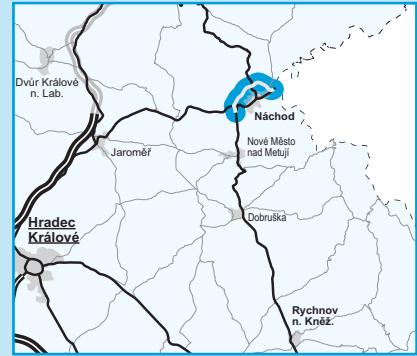 Dvůr Králové
n. Lab.
Náchod
Nové Město
nad Metují
Jaroměř
Dobruška
Hradec
Králové
Rychnov
n. Kněž.